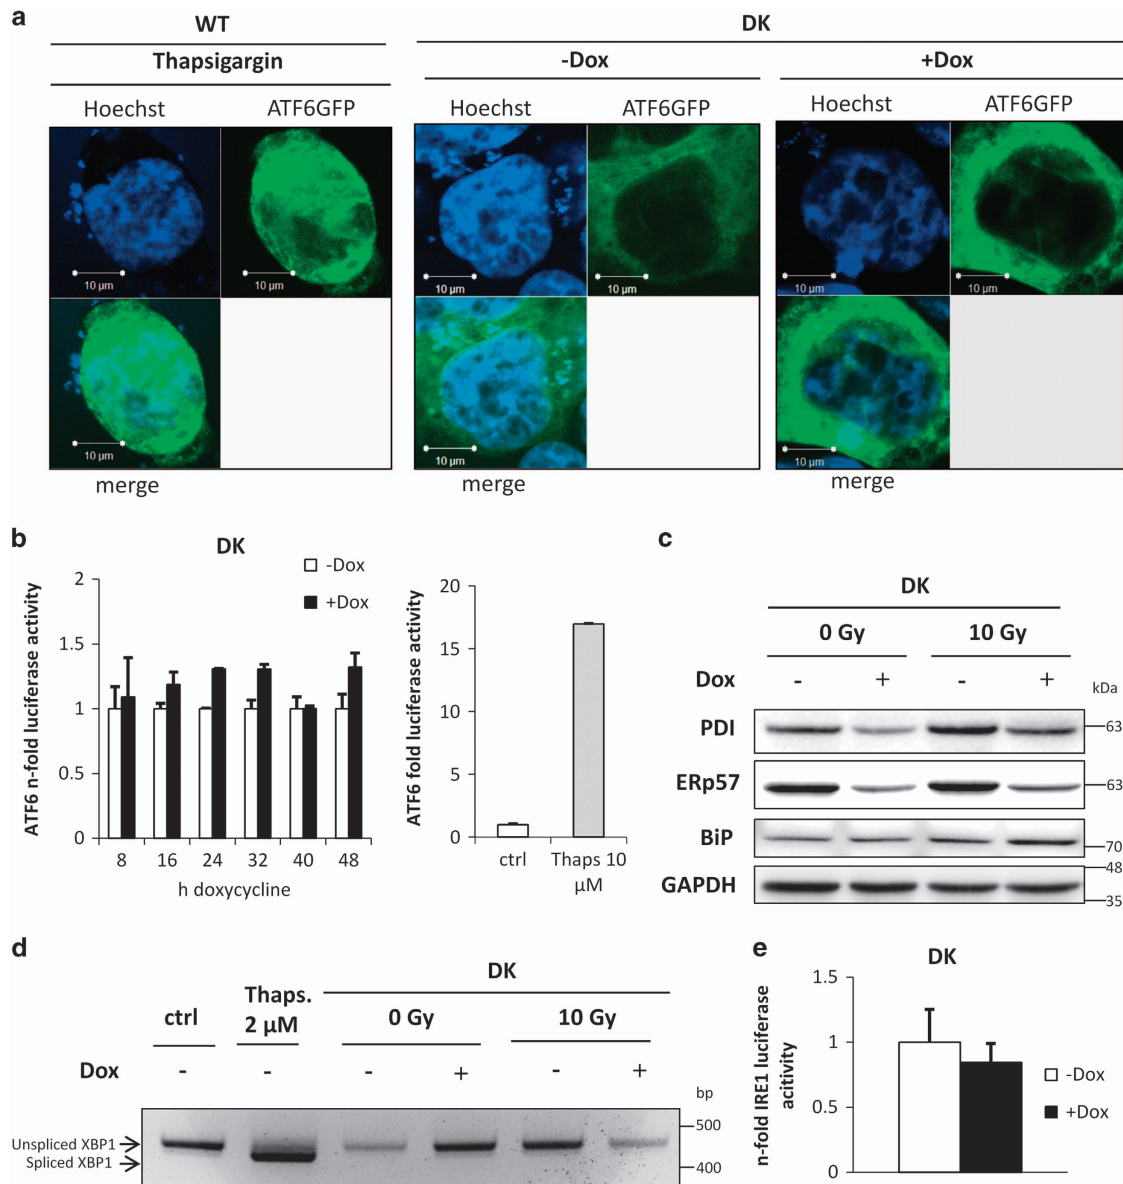 a
WT
DK
Thapsigargin
-Dox
+Dox
Hoechst ATF6GFP
Hoechst ATF6GFP
Hoechst ATF6GFP
10 µm 10 µm
10 µm 10 µm
10 µm 10 µm
10 µm
10 µm
10 µm
merge
merge
merge
b
DK
-Dox
+Dox
ATF6 n-fold luciferase activity
2
1.5
1
0.5
0
8 16 24 32 40 48
h doxycycline
ATF6 fold luciferase activity
20
15
10
5
0
ctrl Thaps 10
µM
c
DK
0 Gy 10 Gy
Dox - + - + kDa
PDI 63
ERp57 63
BiP 70
48
GAPDH 35
d
DK
ctrl Thaps.
2 µM 0 Gy 10 Gy
Dox - - - + - +
bp
Unspliced XBP1 500
Spliced XBP1 400
e
DK
n-fold IRE1 luciferase
acitivity
1.5
1
0.5
0
-Dox
+Dox